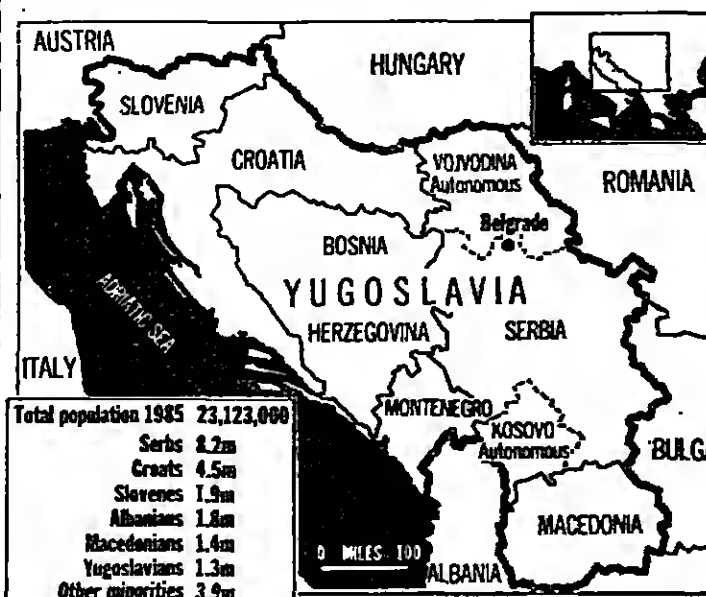 AUSTRIA
HUNGARY
SLOVENIA
CROATIA
VOJVODINA
Autonomous
ROMANIA
Belgrade
BOSNIA
YUGOSLAVIA
ADRIATIC SEA
HERZEGOVINA
SERBIA
ITALY
MONTENEGRO
KOSOVO
Autonomous
BULG
MACEDONIA
0 MILES 100
ALBANIA
Total population 1985 23,123,000
Serbs 8.2m
Croats 4.5m
Slovenes 1.9m
Albanians 1.8m
Macedonians 1.4m
Yugoslavians 1.3m
Other minorities 3.9m